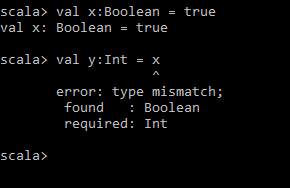 scala> val x:Boolean = true
val x: Boolean = true
scala> val y:Int = x
                   ^
       error: type mismatch;
        found   : Boolean
        required: Int
scala>